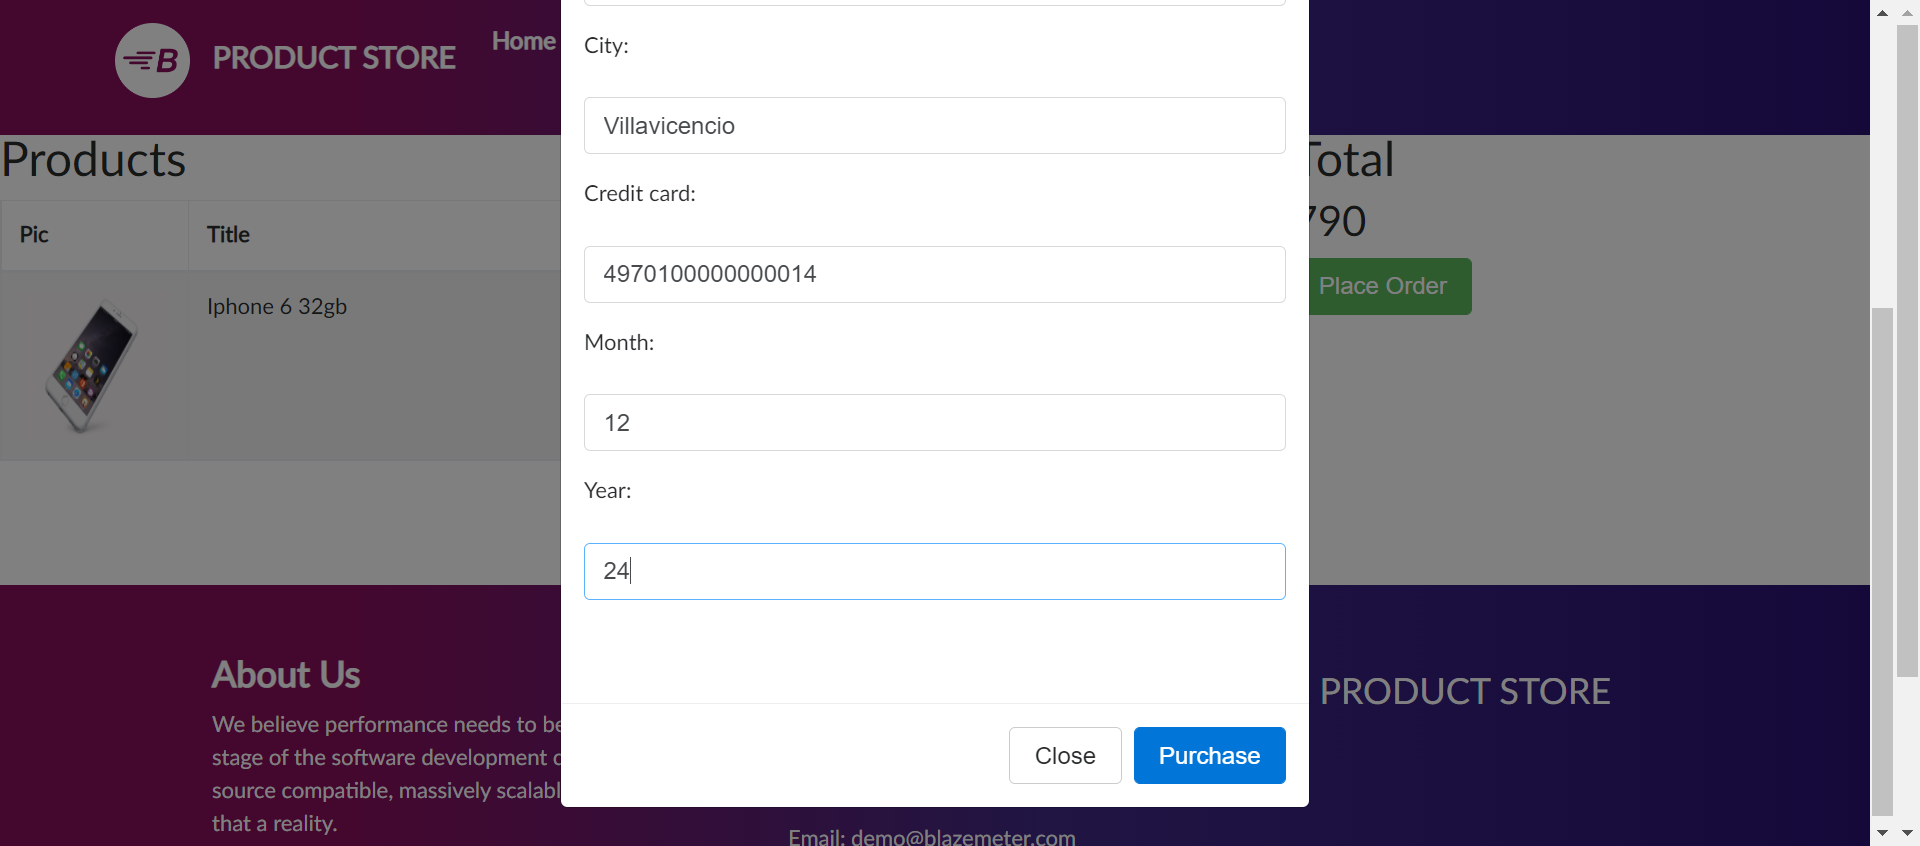 B PRODUCT STORE Home
City:
Villavicencio
Products
Total
790
Credit card:
Pic Title
4970100000000014
Place Order
Iphone 6 32gb
Month:
12
Year:
24
About Us
We believe performance needs to be
stage of the software development
source compatible, massively scalabl
that a reality.
PRODUCT STORE
Close Purchase
Email: demo@blazemeter.com